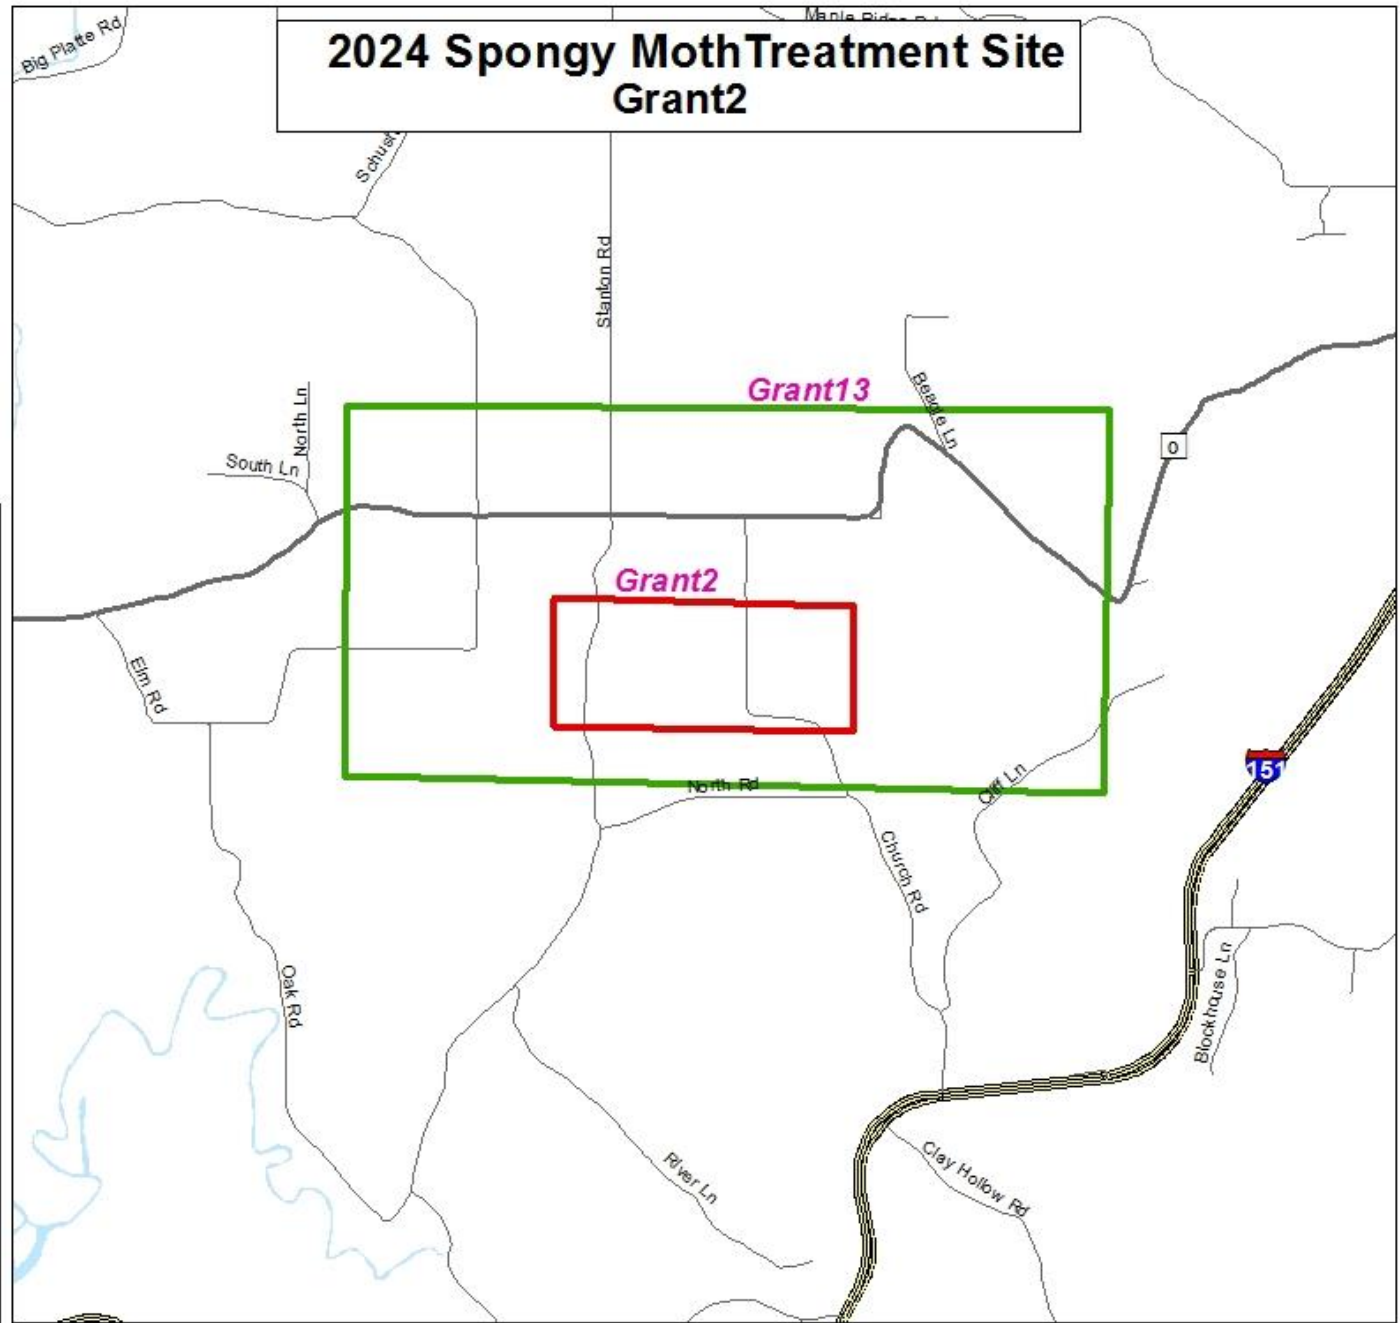 Big Platte Rd
2024 Spongy MothTreatment Site
Grant2
Stanton Rd
Grant13
Beagle Ln
North Ln
South Ln
0
Grant2
Elm Rd
151
North Rd
Cliff Ln
Church Rd
Oak Rd
Blockhouse Ln
River Ln
Clay Hollow Rd